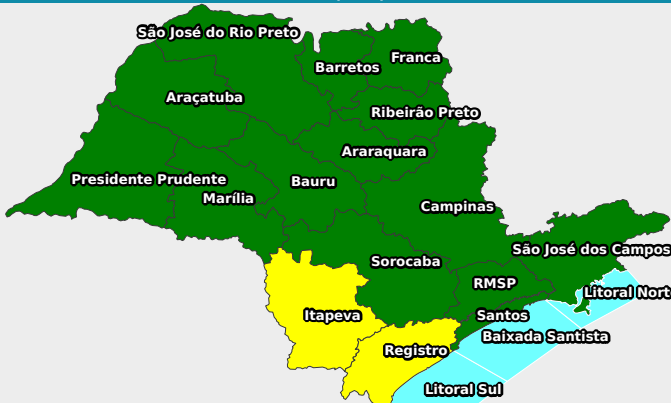 São José do Rio Preto
Franca
Barretos
Araçatuba
Ribeirão Preto
Araraquara
Presidente Prudente
Bauru
Marília
Campinas
São José dos Campos
Sorocaba
RMSP
Litoral Nort
Itapeva
Santos
Baixada Santista
Registro
Litoral Sul